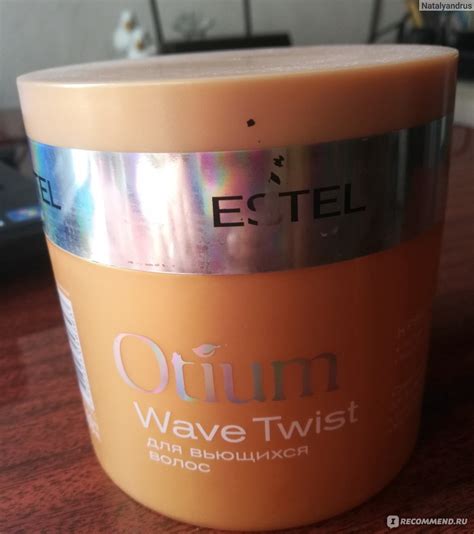 Natalyandrus
ESTEL
Otium
Wave Twist
для вьющихся
волос
I RECOMMEND.RU